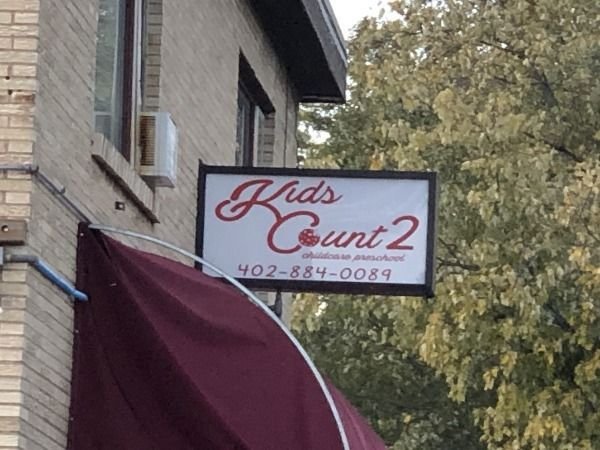 Kids
Count 2
childcare preschool
402-884-0089